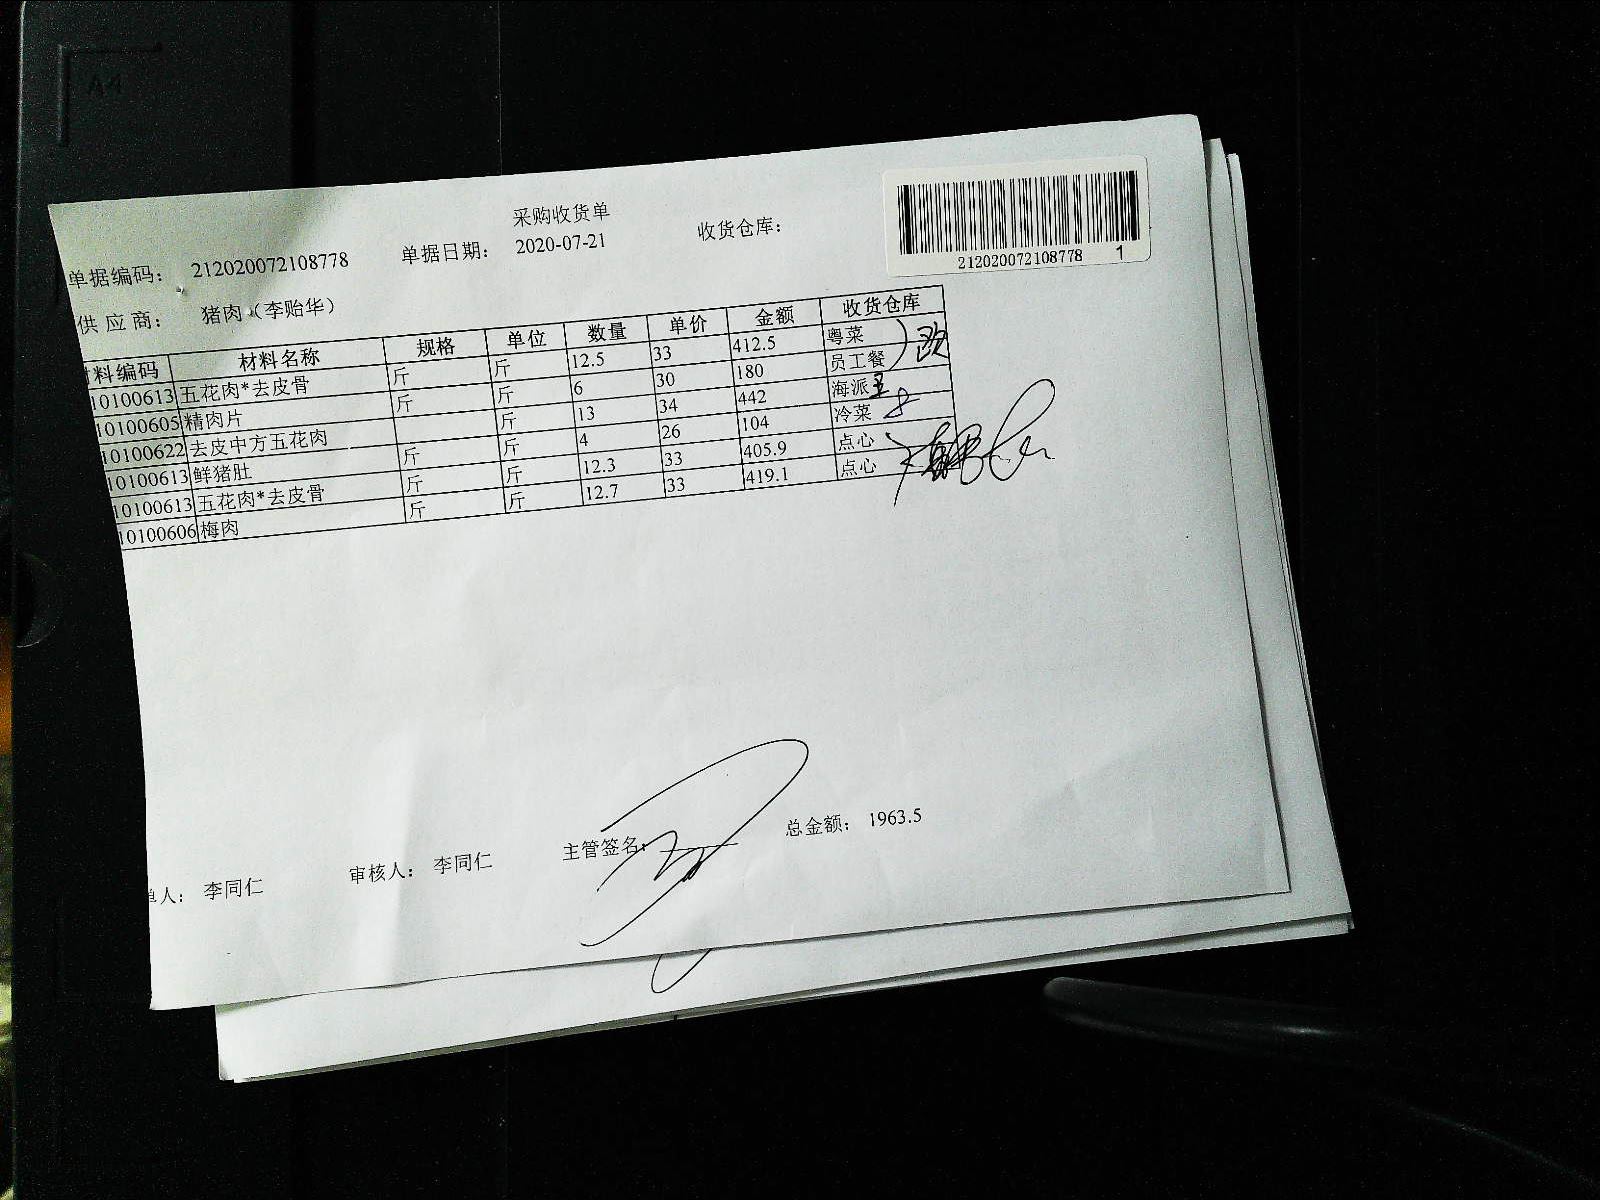 采购收货单
单据编码： 212020072108778 单据日期： 2020-07-21 收货仓库：
供应商： 猪肉（李贻华）
212020072108778 1
料编码 材料名称 规格 单位 数量 单价 金额 收货仓库
10100613 五花肉*去皮骨 斤 斤 12.5 33 412.5 粤菜
10100605 精肉片 斤 斤 6 30 180 员工餐
10100622 去皮中方五花肉 斤 13 34 442 海派
10100613 鲜猪肚 斤 斤 4 26 104 冷菜
10100613 五花肉*去皮骨 斤 斤 12.3 33 405.9 点心
10100606 梅肉 斤 斤 12.7 33 419.1 点心
单人： 李同仁 审核人： 李同仁 主管签名： 总金额： 1963.5